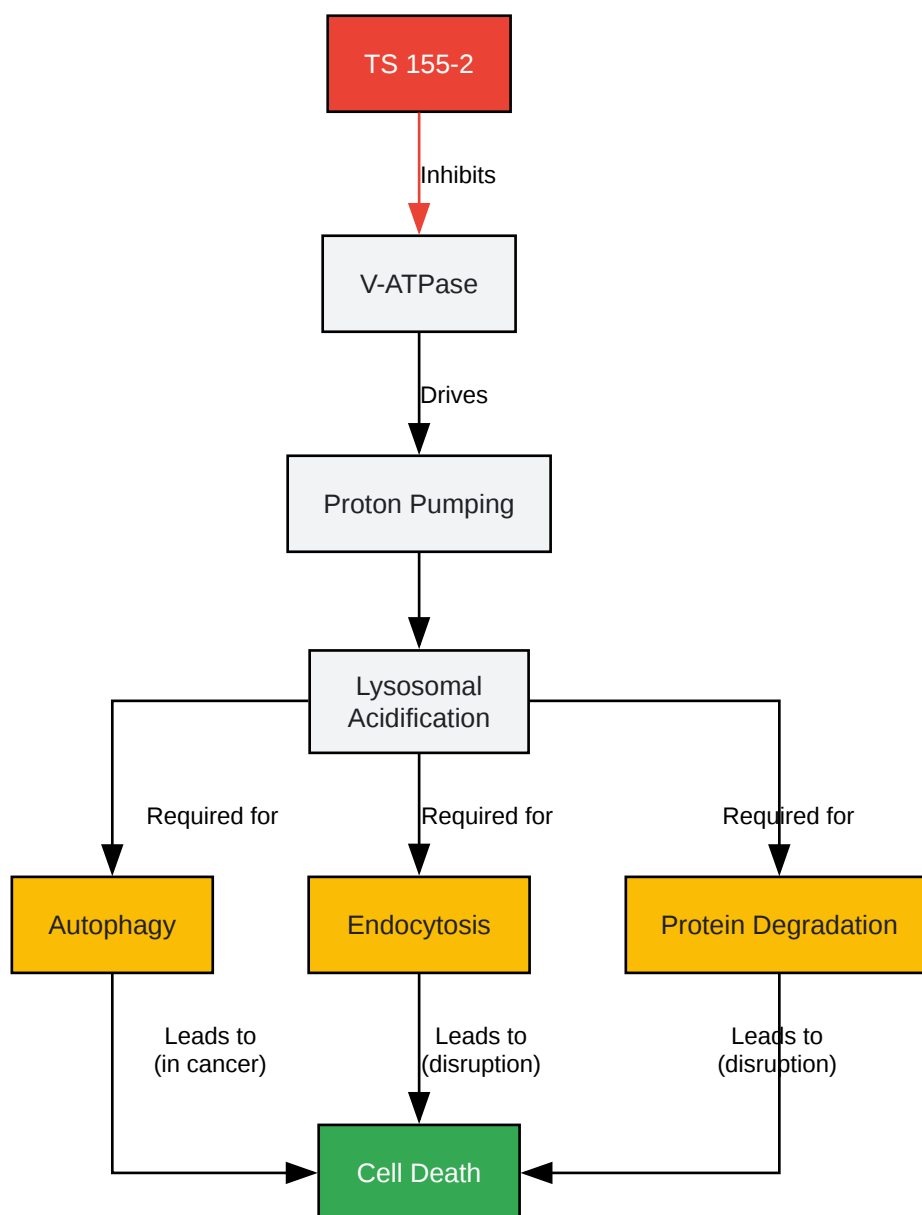 TS 155-2
Inhibits
V-ATPase
Drives
Proton Pumping
Lysosomal
Acidification
Required for
Required for
Required for
Autophagy
Endocytosis
Protein Degradation
Leads to
(in cancer)
Leads to
(disruption)
Leads to
(disruption)
Cell Death